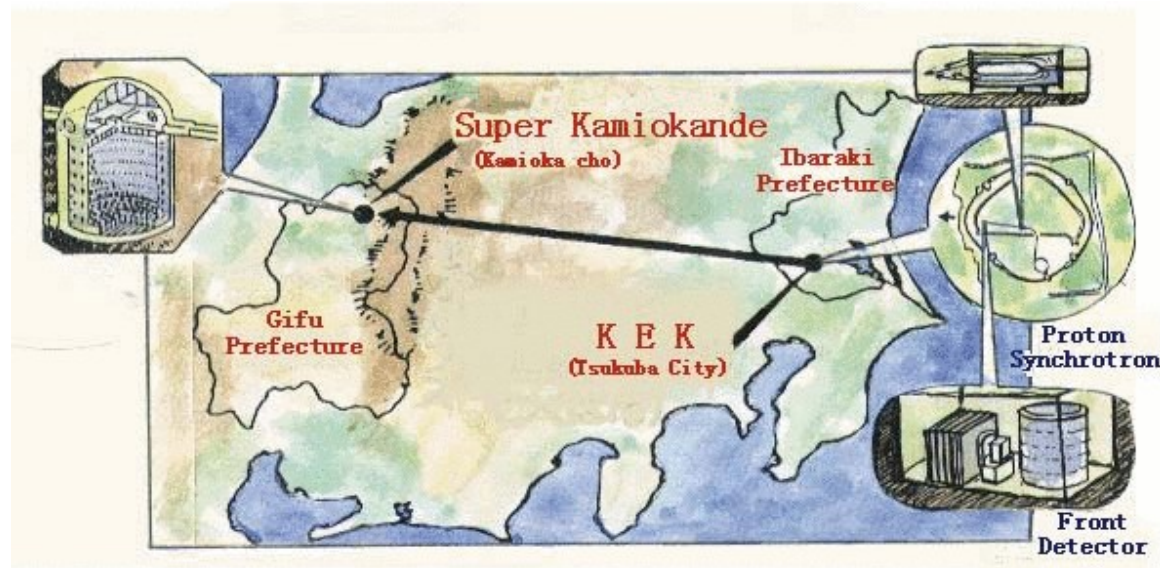 Super Kamiokande
(Kamioka cho)
Ibaraki
Prefecture
Gifu
Prefecture
K E K
(Tsukuba City)
Proton
Synchrotron
Front
Detector